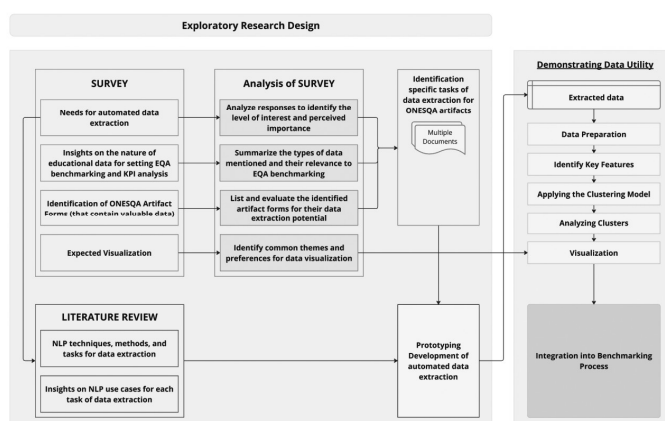 Exploratory Research Design
SURVEY
Needs for automated data
extraction
Insights on the nature of
educational data for setting EQA
benchmarking and KPI analysis
Identification of ONESQA Artifact
Forms (that contain valuable data)
Expected Visualization
Analysis of SURVEY
Analyze responses to identify the
level of interest and perceived
importance
Summarize the types of data
mentioned and their relevance to
EQA benchmarking
List and evaluate the identified
artifact forms for their data
extraction potential
Identify common themes and
preferences for data visualization
Identification
specific tasks of
data extraction for
ONESQA artifacts
Multiple
Documents
LITERATURE REVIEW
NLP techniques, methods, and
tasks for data extraction
Insights on NLP use cases for each
task of data extraction
Prototyping
Development of
automated data
extraction
Demonstrating Data Utility
Extracted data
Data Preparation
Identify Key Features
Applying the Clustering Model
Analyzing Clusters
Visualization
Integration into Benchmarking
Process